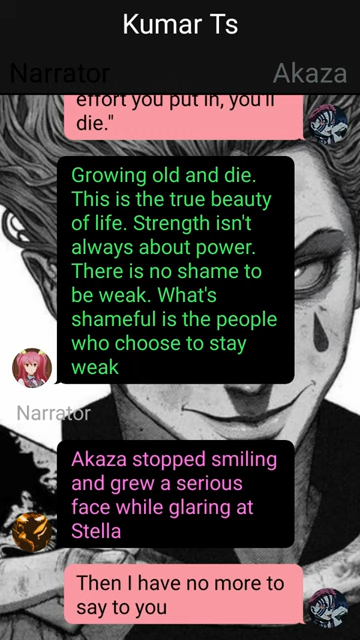 Kumar Ts
Narrator
Akaza
effort you put in, you'll
die."
Growing old and die.
This is the true beauty
of life. Strength isn't
always about power.
There is no shame to
be weak. What's
shameful is the people
who choose to stay
weak
Narrator
Akaza stopped smiling
and grew a serious
face while glaring at
Stella
Then I have no more to
say to you